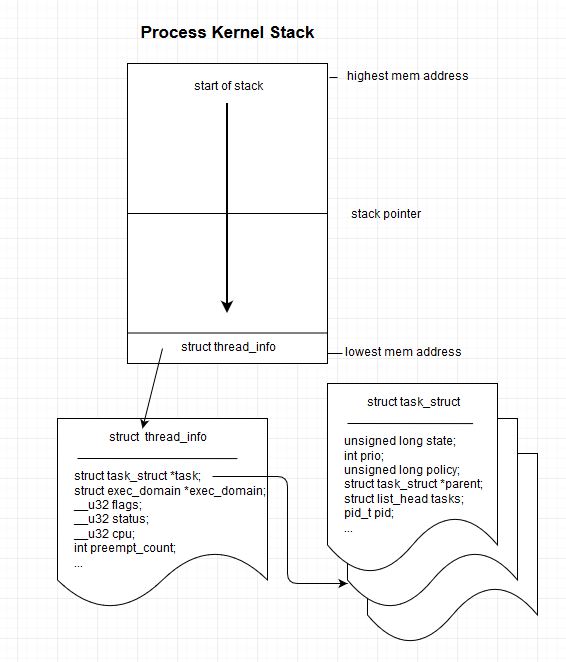 Process Kernel Stack
start of stack
highest mem address
stack pointer
struct thread_info
lowest mem address
struct thread_info
struct task_struct *task;
struct exec_domain *exec_domain;
__u32 flags;
__u32 status;
__u32 cpu;
int preempt_count;
...
struct task_struct
unsigned long state;
int prio;
unsigned long policy;
struct task_struct *parent;
struct list_head tasks;
pid_t pid;
...